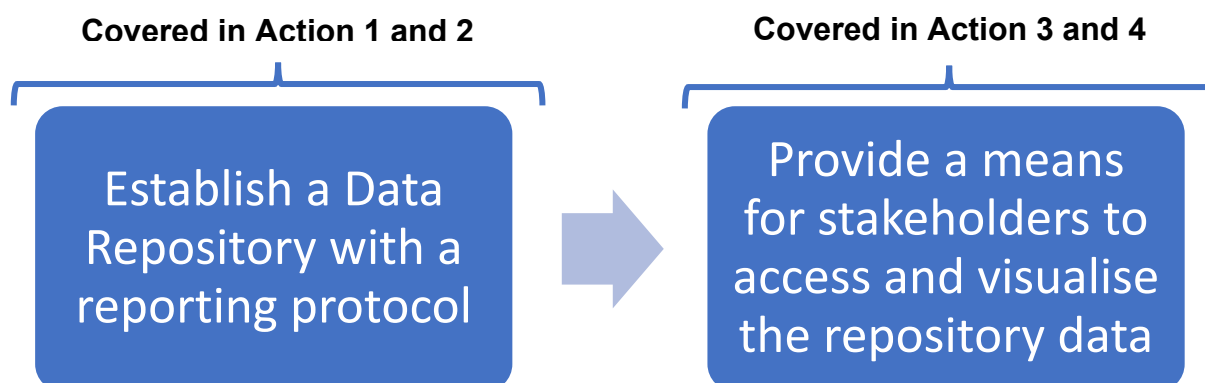 Covered in Action 1 and 2
Establish a Data
Repository with a
reporting protocol
Covered in Action 3 and 4
Provide a means
for stakeholders to
access and visualise
the repository data